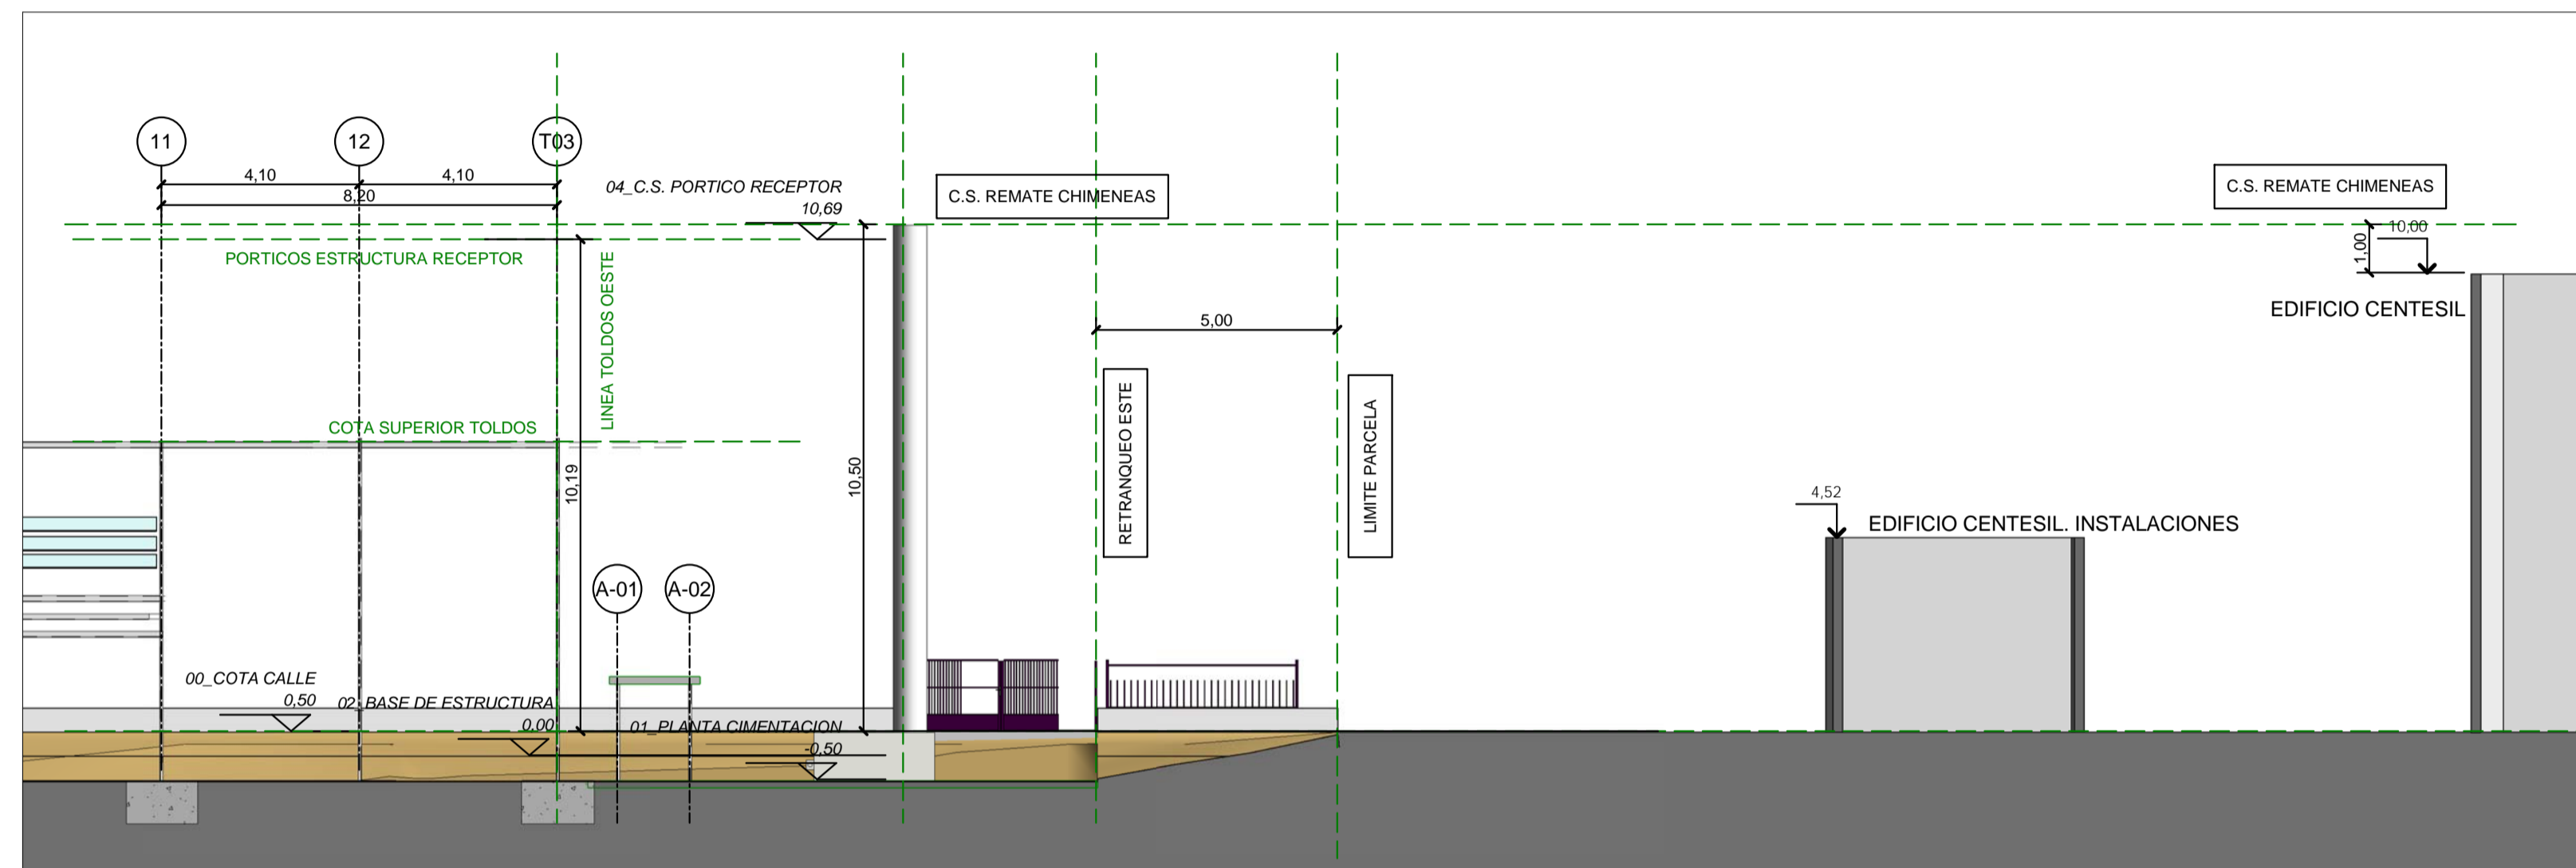 11
12
T03
4,10
4,10
8,20
04_C.S. PORTICO RECEPTOR
10,69
C.S. REMATE CHIMENEAS
C.S. REMATE CHIMENEAS
10,00
1,00
PORTICOS ESTRUCTURA RECEPTOR
LINEA TOLDOS OESTE
EDIFICIO CENTESIL
5,00
COTA SUPERIOR TOLDOS
10,19
10,50
RETRANQUEO ESTE
LIMITE PARCELA
4,52
EDIFICIO CENTESIL. INSTALACIONES
A-01
A-02
00_COTA CALLE
0,50
02_BASE DE ESTRUCTURA
0,00
01_PLANTA CIMENTACION
-0,50